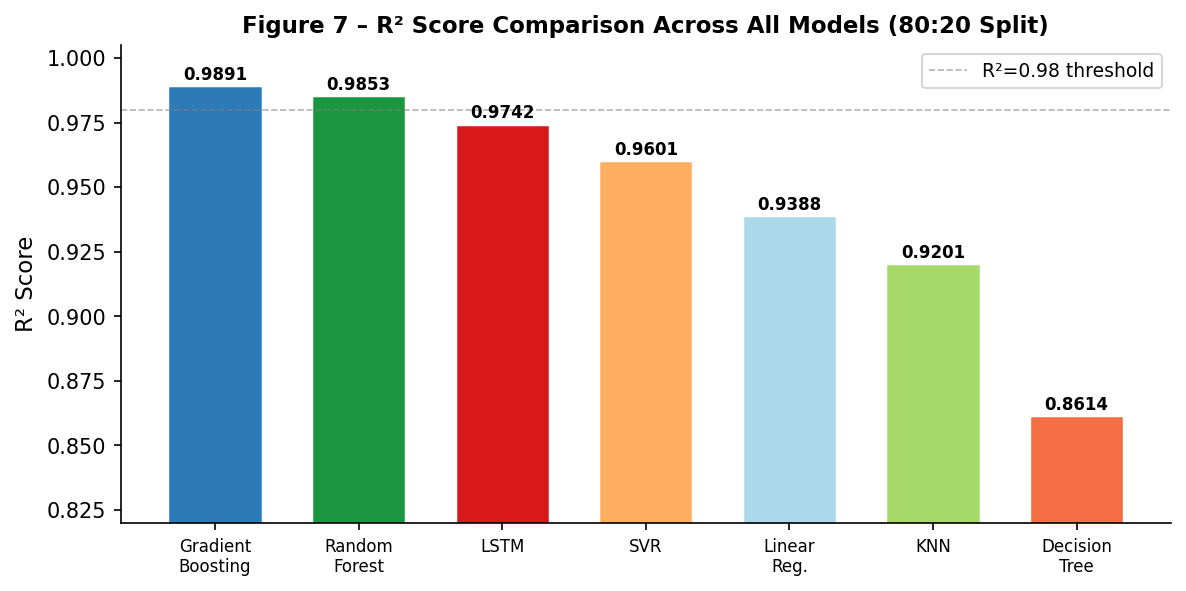 Figure 7 – R² Score Comparison Across All Models (80:20 Split)
R² Score
1.000
0.975
0.950
0.925
0.900
0.875
0.850
0.825
R²=0.98 threshold
0.9891
0.9853
0.9742
0.9601
0.9388
0.9201
0.8614
Gradient
Boosting
Random
Forest
LSTM
SVR
Linear
Reg.
KNN
Decision
Tree